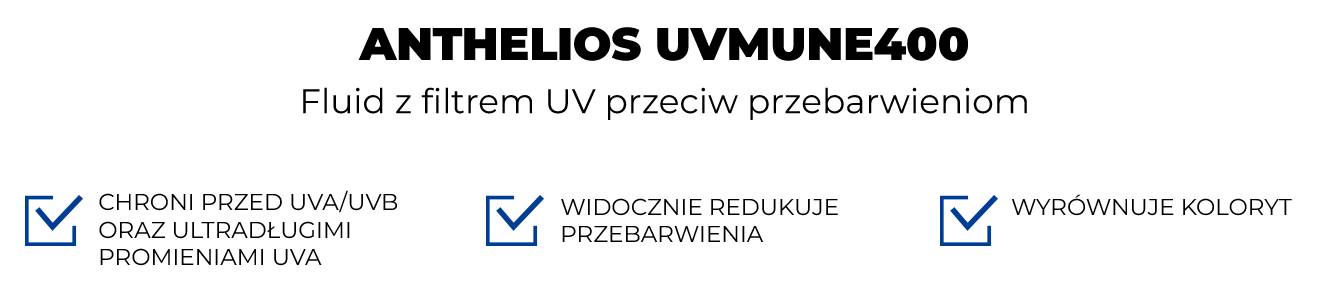 ANTHELIOS UVMUNE400
Fluid z filtrem UV przeciw przebarwieniom
CHRONI PRZED UVA/UVB
ORAZ ULTRADŁUGIMI
PROMIENIAMI UVA
WIDOCZNIE REDUKUJE
PRZEBARWIENIA
WYRÓWNUJE KOLORYT